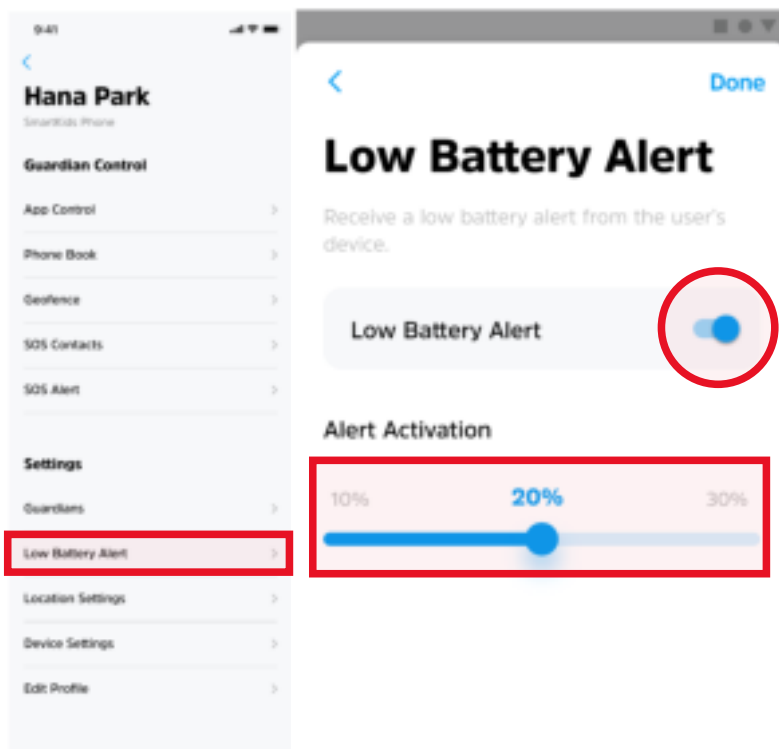 9:41
Hana Park
SmartKids Phone
Guardian Control
App Control
Phone Book
Geofence
SOS Contacts
SOS Alert
Settings
Guardians
Low Battery Alert
Location Settings
Device Settings
Edit Profile
Done
Low Battery Alert
Receive a low battery alert from the user's
device.
Low Battery Alert
Alert Activation
10% 20% 30%